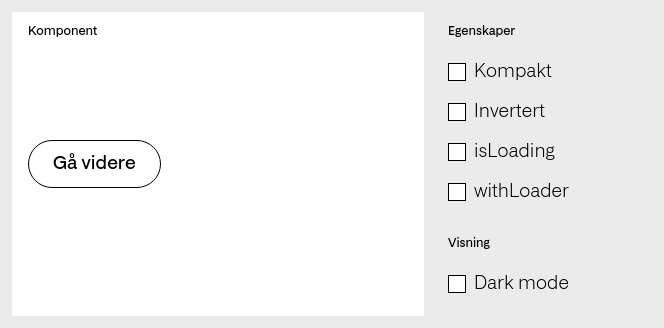 Komponent
Gå videre
Egenskaper
Kompakt
Invertert
isLoading
withLoader
Visning
Dark mode